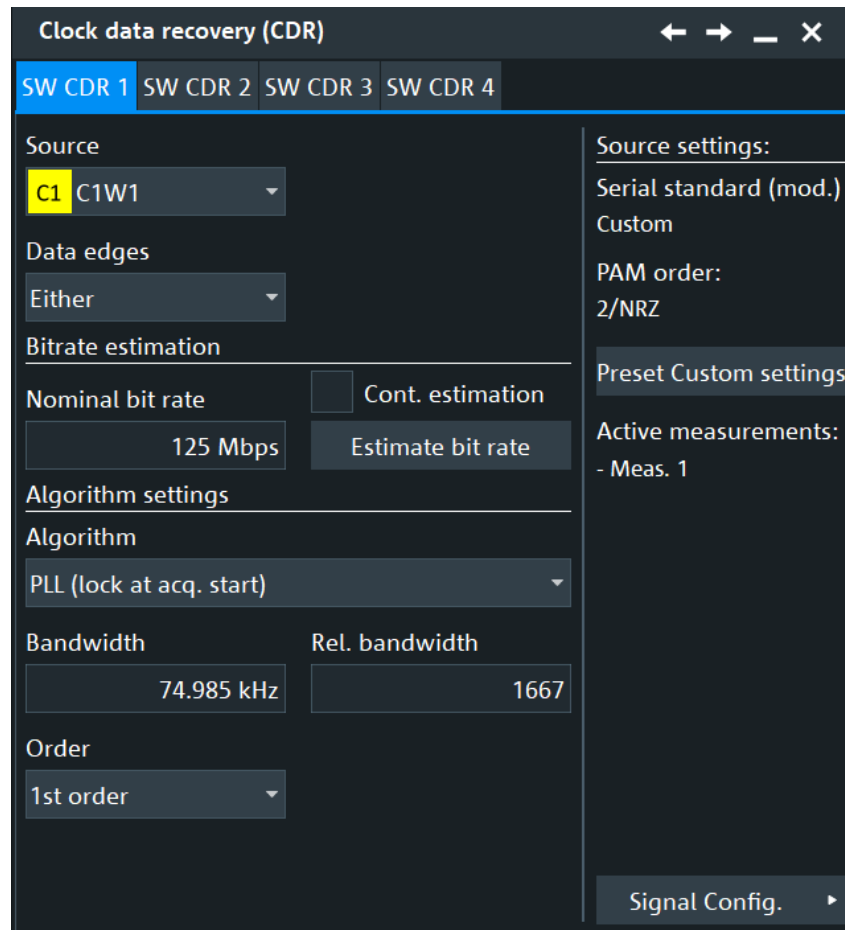 Clock data recovery (CDR)
SW CDR 1 SW CDR 2 SW CDR 3 SW CDR 4
Source
C1 C1W1
Data edges
Either
Bitrate estimation
Nominal bit rate
Cont. estimation
125 Mbps
Estimate bit rate
Algorithm settings
Algorithm
PLL (lock at acq. start)
Bandwidth
Rel. bandwidth
74.985 kHz
1667
Order
1st order
Source settings:
Serial standard (mod.)
Custom
PAM order:
2/NRZ
Preset Custom settings
Active measurements:
- Meas. 1
Signal Config.